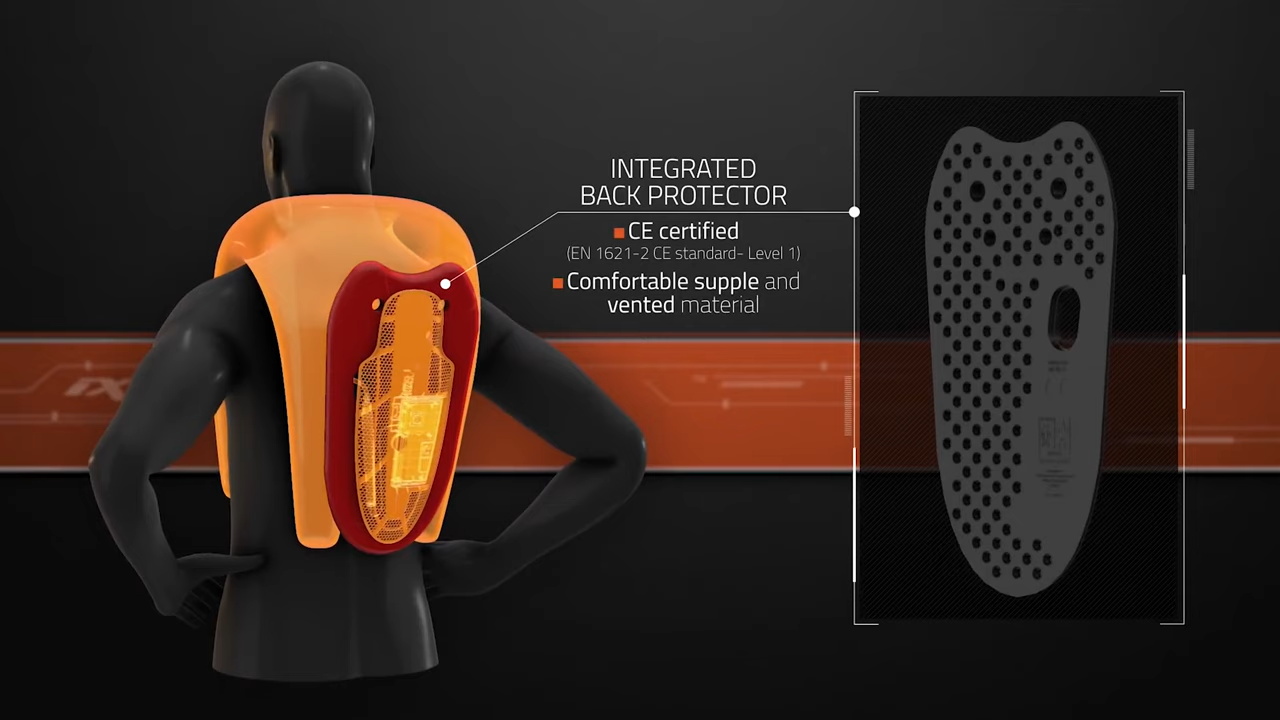 INTEGRATED
BACK PROTECTOR
CE certified
(EN 1621-2 CE standard- Level 1)
Comfortable supple and
vented material